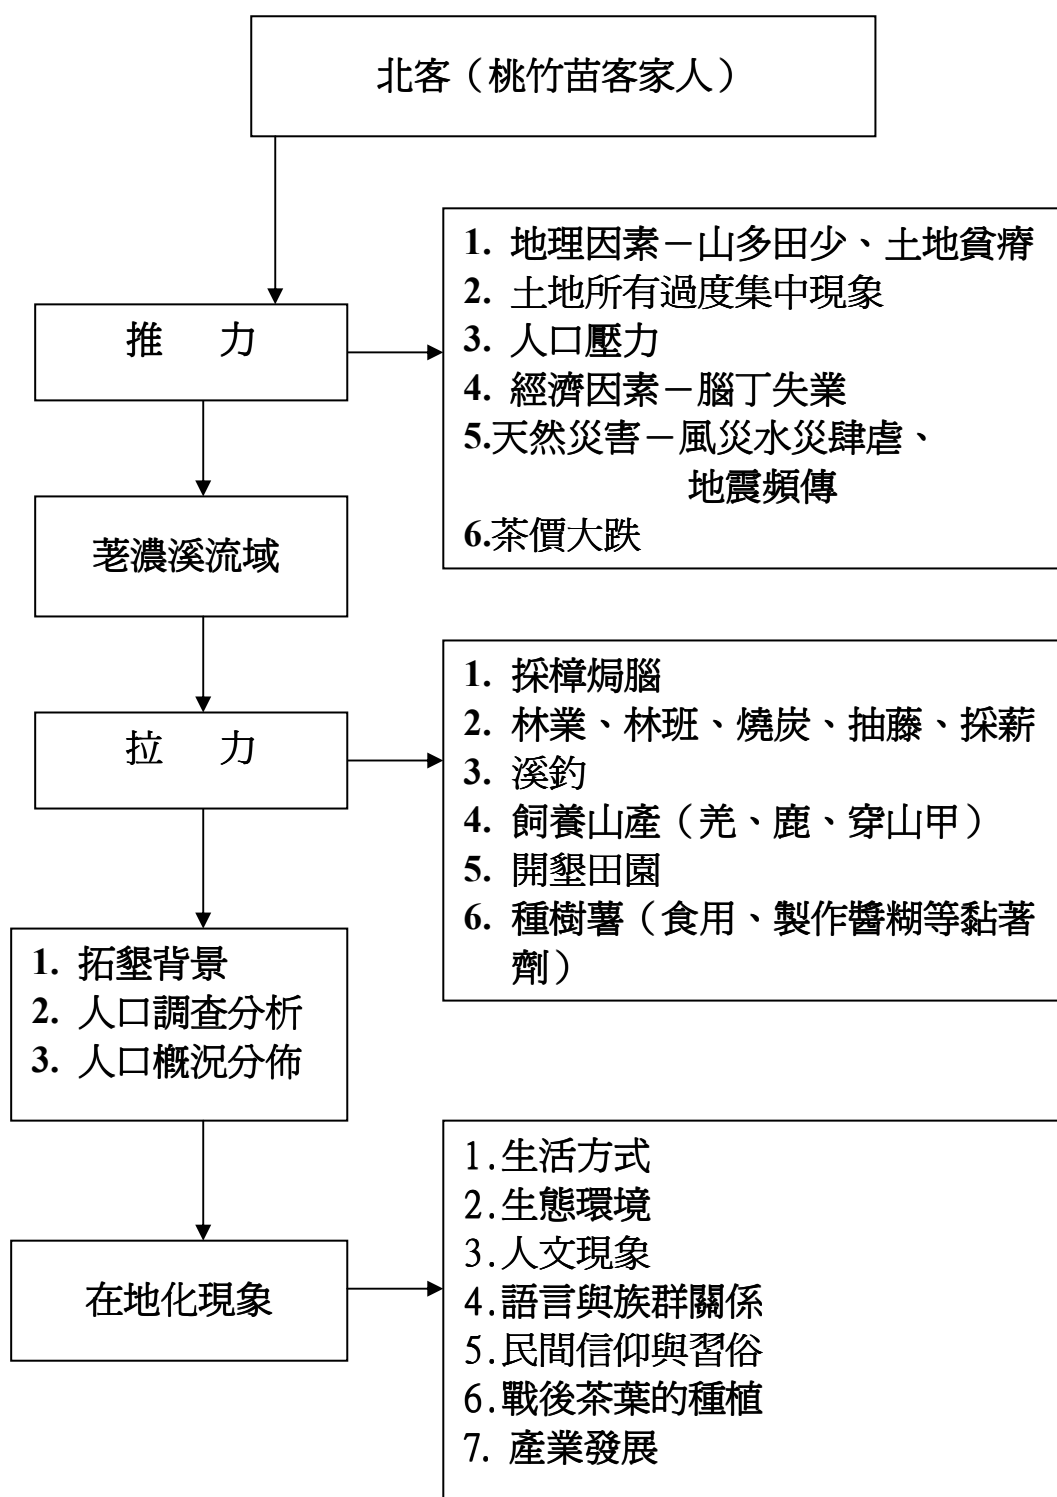 北客（桃竹苗客家人）
1. 地理因素－山多田少、土地貧瘠
2. 土地所有過度集中現象
3. 人口壓力
4. 經濟因素－腦丁失業
5.天然災害－風災水災肆虐、
地震頻傳
6.茶價大跌
推 力
荖濃溪流域
1. 採樟焗腦
2. 林業、林班、燒炭、抽藤、採薪
3. 溪釣
4. 飼養山產（羌、鹿、穿山甲）
5. 開墾田園
6. 種樹薯（食用、製作醬糊等黏著
劑）
拉 力
1. 拓墾背景
2. 人口調查分析
3. 人口概況分佈
1.生活方式
2.生態環境
3.人文現象
4.語言與族群關係
5.民間信仰與習俗
6.戰後茶葉的種植
7. 產業發展
在地化現象